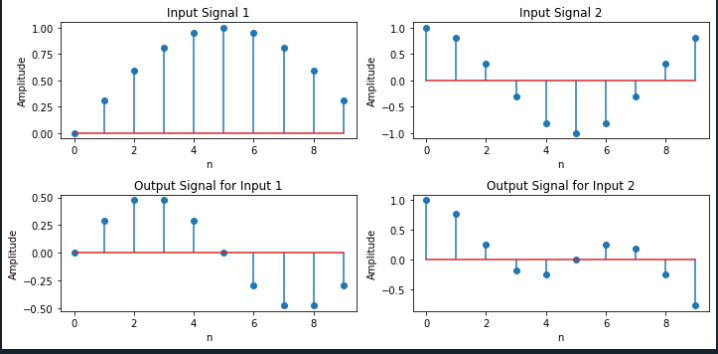 Input Signal 1
Amplitude
1.00
0.75
0.50
0.25
0.00
0 2 4 6 8
n
Input Signal 2
Amplitude
1.0
0.5
0.0
−0.5
−1.0
0 2 4 6 8
n
Output Signal for Input 1
Amplitude
0.50
0.25
0.00
−0.25
−0.50
0 2 4 6 8
n
Output Signal for Input 2
Amplitude
1.0
0.5
0.0
−0.5
0 2 4 6 8
n